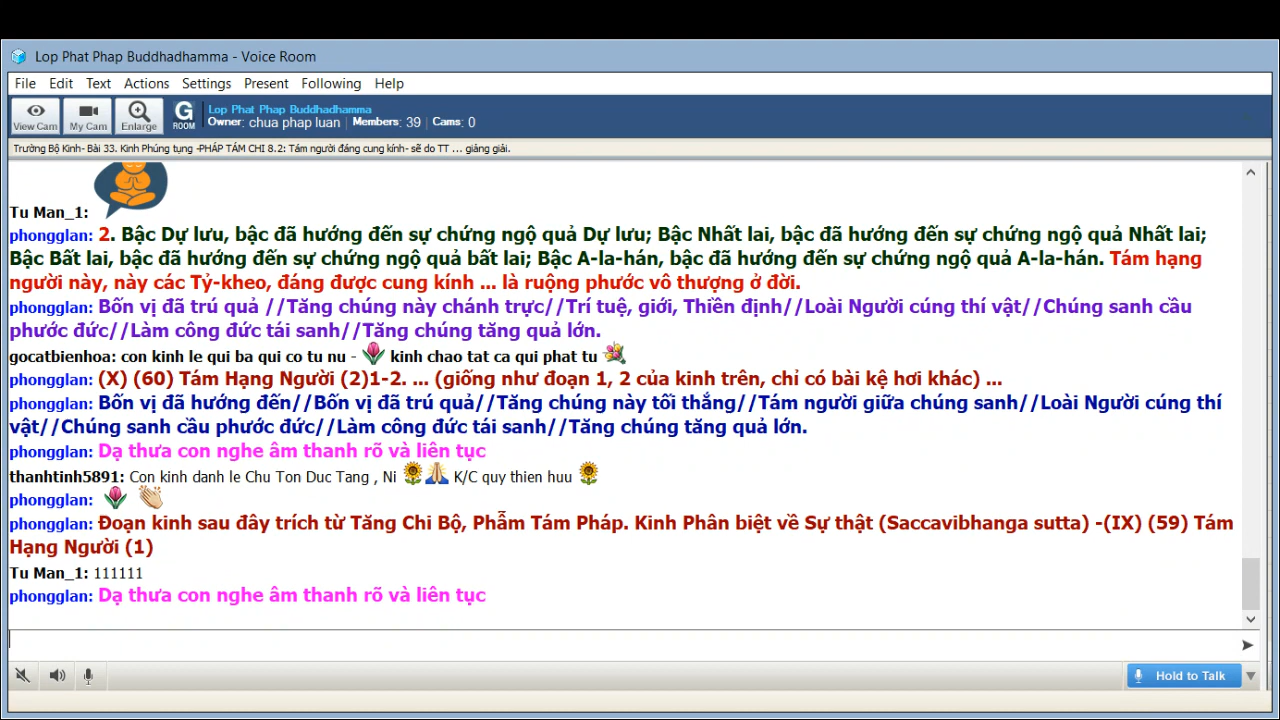 Lop Phat Phap Buddhadhamma - Voice Room
File Edit Text Actions Settings Present Following Help
View Cam My Cam Enlarge G ROOM Lop Phat Phap Buddhadhamma
Owner: chua phap luan | Members: 39 | Cams: 0
Trường Bộ Kinh- Bài 33. Kinh Phúng tụng -PHÁP TÁM CHI 8.2: Tám người đáng cung kính- sẽ do TT ... giảng giải.
Tu Man_1:
phongglan: 2. Bậc Dự lưu, bậc đã hướng đến sự chứng ngộ quả Dự lưu; Bậc Nhất lai, bậc đã hướng đến sự chứng ngộ quả Nhất lai;
Bậc Bất lai, bậc đã hướng đến sự chứng ngộ quả bất lai; Bậc A-la-hán, bậc đã hướng đến sự chứng ngộ quả A-la-hán. Tám hạng
người này, này các Tỷ-kheo, đáng được cung kính ... là ruộng phước vô thượng ở đời.
phongglan: Bốn vị đã trú quả //Tăng chúng này chánh trực//Trí tuệ, giới, Thiền định//Loài Người cúng thí vật//Chúng sanh cầu
phước đức//Làm công đức tái sanh//Tăng chúng tăng quả lớn.
gocatbienhoa: con kinh le qui ba qui co tu nu - kinh chao tat ca qui phat tu
phongglan: (X) (60) Tám Hạng Người (2)1-2. ... (giống như đoạn 1, 2 của kinh trên, chỉ có bài kệ hơi khác) ...
phongglan: Bốn vị đã hướng đến//Bốn vị đã trú quả//Tăng chúng này tối thắng//Tám người giữa chúng sanh//Loài Người cúng thí
vật//Chúng sanh cầu phước đức//Làm công đức tái sanh//Tăng chúng tăng quả lớn.
phongglan: Dạ thưa con nghe âm thanh rõ và liên tục
thanhtinh5891: Con kinh danh le Chu Ton Duc Tang , Ni K/C quy thien huu
phongglan:
phongglan: Đoạn kinh sau đây trích từ Tăng Chi Bộ, Phẩm Tám Pháp. Kinh Phân biệt về Sự thật (Saccavibhanga sutta) -(IX) (59) Tám
Hạng Người (1)
Tu Man_1: 111111
phongglan: Dạ thưa con nghe âm thanh rõ và liên tục
Hold to Talk